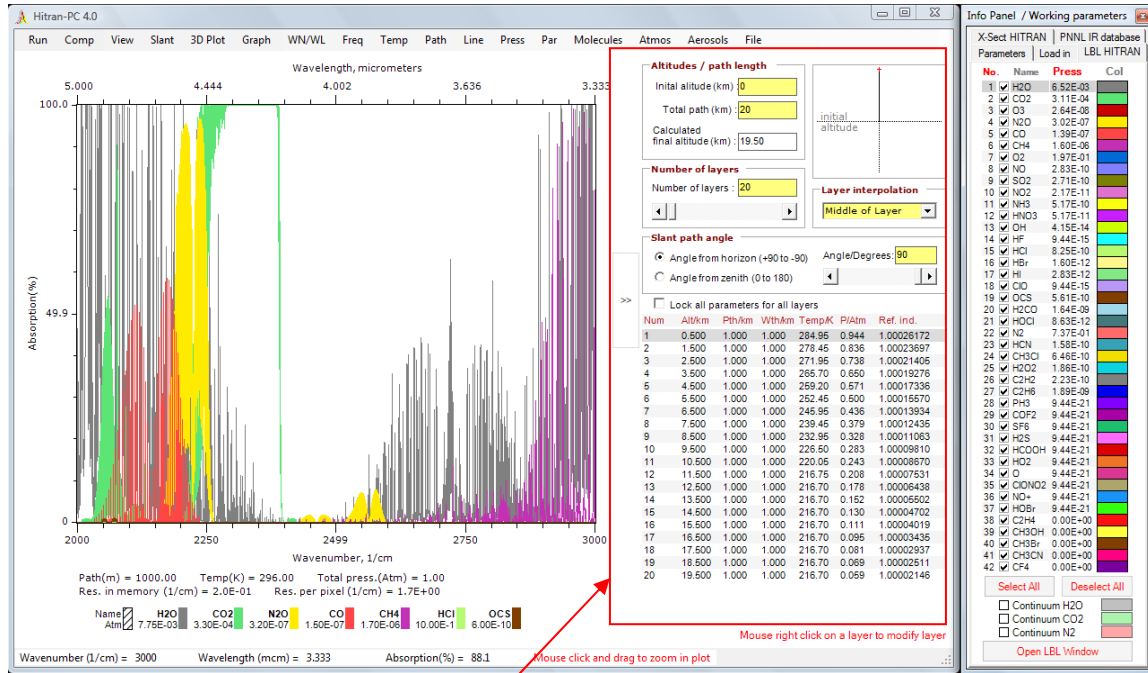 Hitran-PC 4.0
Run Comp View Slant 3D Plot Graph WN/WL Freq Temp Path Line Press Par Molecules Atmos Aerosols File
Wavelength, micrometers
5.000 4.444 4.002 3.636 3.333
100.0
49.9
0
Absorption(%)
2000 2250 2499 2750 3000
Wavenumber, 1/cm
Path(m) = 1000.00 Temp(K) = 296.00 Total press.(Atm) = 1.00
Res. in memory (1/cm) = 2.0E-01 Res. per pixel (1/cm) = 1.7E+00
Name H2O CO2 N2O CO CH4 HCl OCS
Atm 7.75E-03 3.30E-04 3.20E-07 1.50E-07 1.70E-06 10.00E-1 6.00E-10
Wavenumber (1/cm) = 3000 Wavelength (mcm) = 3.333 Absorption(%) = 88.1 Mouse click and drag to zoom in plot
>>
Altitudes / path length
Inital alitude (km) : 0
Total path (km) : 20
Calculated
final altitude (km) : 19.50
initial
altitude
Number of layers
Number of layers : 20
Layer interpolation
Middle of Layer
Slant path angle
Angle from horizon (+90 to -90)
Angle from zenith (0 to 180)
Angle/Degrees: 90
Lock all parameters for all layers
Num Alt/km Pth/km Wth/km Temp/K P/Atm Ref. ind.
1 0.500 1.000 1.000 284.95 0.944 1.00028172
2 1.500 1.000 1.000 278.45 0.836 1.00023697
3 2.500 1.000 1.000 271.95 0.738 1.00021405
4 3.500 1.000 1.000 265.70 0.650 1.00019276
5 4.500 1.000 1.000 259.20 0.571 1.00017336
6 5.500 1.000 1.000 252.45 0.500 1.00015570
7 6.500 1.000 1.000 245.95 0.436 1.00013934
8 7.500 1.000 1.000 239.45 0.379 1.00012435
9 8.500 1.000 1.000 232.95 0.328 1.00011063
10 9.500 1.000 1.000 226.50 0.283 1.00009810
11 10.500 1.000 1.000 220.05 0.243 1.00008670
12 11.500 1.000 1.000 216.75 0.208 1.00007531
13 12.500 1.000 1.000 216.70 0.178 1.00006438
14 13.500 1.000 1.000 216.70 0.152 1.00005502
15 14.500 1.000 1.000 216.70 0.130 1.00004702
16 15.500 1.000 1.000 216.70 0.111 1.00004019
17 16.500 1.000 1.000 216.70 0.095 1.00003435
18 17.500 1.000 1.000 216.70 0.081 1.00002937
19 18.500 1.000 1.000 216.70 0.069 1.00002511
20 19.500 1.000 1.000 216.70 0.059 1.00002146
Mouse right click on a layer to modify layer
Info Panel / Working parameters
X-Sect HITRAN PNNL IR database
Parameters Load in LBL HITRAN
No. Name Press Col
1 H2O 6.52E-03
2 CO2 3.11E-04
3 O3 2.64E-08
4 N2O 3.02E-07
5 CO 1.39E-07
6 CH4 1.60E-06
7 O2 1.97E-01
8 NO 2.83E-10
9 SO2 2.71E-10
10 NO2 2.17E-11
11 NH3 5.17E-10
12 HNO3 5.17E-11
13 OH 4.15E-14
14 HF 9.44E-15
15 HCl 8.25E-10
16 HBr 1.60E-12
17 HI 2.83E-12
18 ClO 9.44E-15
19 OCS 5.61E-10
20 H2CO 1.64E-09
21 HOCl 8.63E-12
22 N2 7.37E-01
23 HCN 1.58E-10
24 CH3Cl 6.46E-10
25 H2O2 1.86E-10
26 C2H2 2.23E-10
27 C2H6 1.89E-09
28 PH3 9.44E-21
29 COF2 9.44E-21
30 SF6 9.44E-21
31 H2S 9.44E-21
32 HCOOH 9.44E-21
33 HO2 9.44E-21
34 O 9.44E-21
35 ClONO2 9.44E-21
36 NO+ 9.44E-21
37 HOBr 9.44E-21
38 C2H4 0.00E+00
39 CH3OH 0.00E+00
40 CH3Br 0.00E+00
41 CH3CN 0.00E+00
42 CF4 0.00E+00
Select All Deselect All
Continuum H2O
Continuum CO2
Continuum N2
Open LBL Window